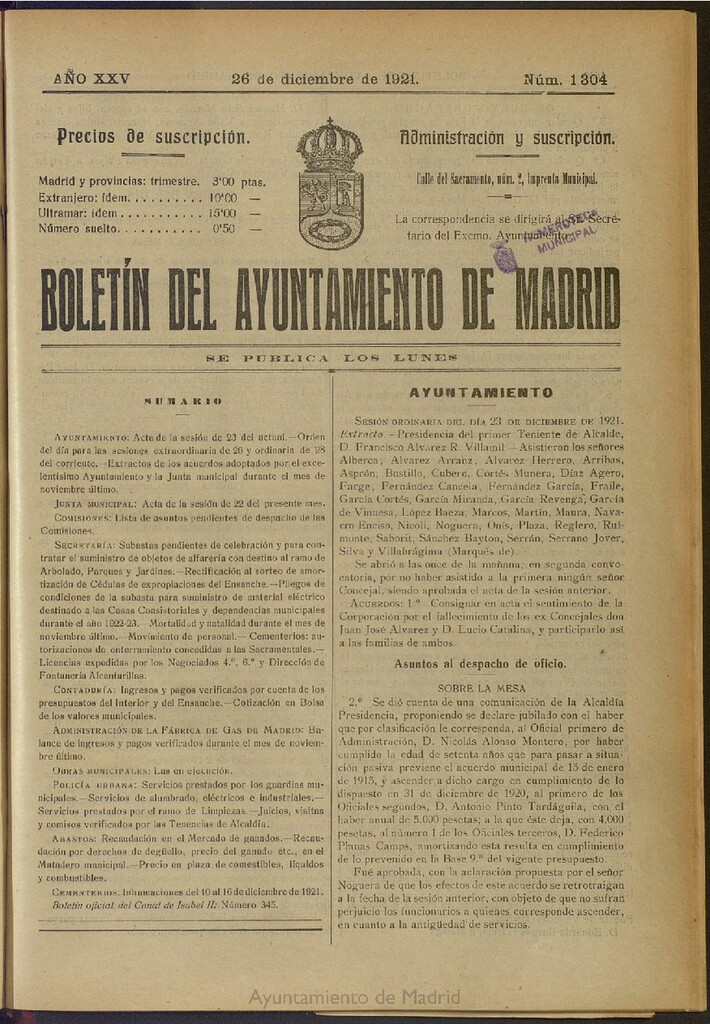 AÑO XXV 26 de diciembre de 1921. Núm. 1304
Precios de suscripción.
Madrid y provincias: trimestre. 3'00 ptas.
Extranjero: ídem.......... 10'00 —
Ultramar: ídem........... 15'00 —
Número suelto........... 0'50 —
Administración y suscripción.
Calle del Sacramento, núm. 2, Imprenta Municipal.
La correspondencia se dirigirá al Sr. Secre-
tario del Excmo. Ayuntamiento.
HEMEROTECA
MUNICIPAL
BOLETÍN DEL AYUNTAMIENTO DE MADRID
SE PUBLICA LOS LUNES
SUMARIO
AYUNTAMIENTO: Acta de la sesión de 23 del actual.—Orden
del día para las sesiones extraordinaria de 26 y ordinaria de 28
del corriente.—Extractos de los acuerdos adoptados por el exce-
lentísimo Ayuntamiento y la Junta municipal durante el mes de
noviembre último.
JUNTA MUNICIPAL: Acta de la sesión de 22 del presente mes.
COMISIONES: Lista de asuntos pendientes de despacho de las
Comisiones.
SECRETARÍA: Subastas pendientes de celebración y para con-
tratar el suministro de objetos de alfarería con destino al ramo de
Arbolado, Parques y Jardines.—Rectificación al sorteo de amor-
tización de Cédulas de expropiaciones del Ensanche.—Pliegos de
condiciones de la subasta para suministro de material eléctrico
destinado a las Casas Consistoriales y dependencias municipales
durante el año 1922-23.—Mortalidad y natalidad durante el mes de
noviembre último.—Movimiento de personal.—Cementerios: au-
torizaciones de enterramiento concedidas a las Sacramentales.—
Licencias expedidas por los Negociados 4.º, 6.º y Dirección de
Fontanería Alcantarillas.
CONTADURÍA: Ingresos y pagos verificados por cuenta de los
presupuestos del Interior y del Ensanche.—Cotización en Bolsa
de los valores municipales.
ADMINISTRACIÓN DE LA FÁBRICA DE GAS DE MADRID: Ba-
lance de ingresos y pagos verificados durante el mes de noviem-
bre último.
OBRAS MUNICIPALES: Las en ejecución.
POLICÍA URBANA: Servicios prestados por los guardias mu-
nicipales.—Servicios de alumbrado, eléctricos e industriales.—
Servicios prestados por el ramo de Limpiezas.—Juicios, visitas
y comisos verificados por las Tenencias de Alcaldía.
ABASTOS: Recaudación en el Mercado de ganados.—Recau-
dación por derechos de degüello, precio del ganado etc., en el
Matadero municipal.—Precio en plaza de comestibles, líquidos
y combustibles.
CEMENTERIOS: Inhumaciones del 10 al 16 de diciembre de 1921.
Boletín oficial del Canal de Isabel II: Número 345.
AYUNTAMIENTO
SESIÓN ORDINARIA DEL DÍA 23 DE DICIEMBRE DE 1921.
Extracto.—Presidencia del primer Teniente de Alcalde,
D. Francisco Alvarez R. Villamil.—Asistieron los señores
Alberca, Alvarez Arranz, Alvarez Herrero, Arribas,
Asprón, Bustillo, Cubero, Cortés Munera, Díaz Agero,
Farge, Fernández Cancela, Fernández García, Fraile,
García Cortés, García Miranda, García Revenga, García
de Vinuesa, López Baeza, Marcos, Martín, Maura, Nava-
rro Enciso, Nicoli, Noguera, Onís, Plaza, Reglero, Rul-
monte, Saborit, Sánchez Bayton, Serrán, Serrano Jover,
Silva y Villabrágima (Marqués de).
Se abrió a las once de la mañana, en segunda convo-
catoria, por no haber asistido a la primera ningún señor
Concejal, siendo aprobada el acta de la sesión anterior.
ACUERDOS: 1.º Consignar en acta el sentimiento de la
Corporación por el fallecimiento de los ex Concejales don
Juan José Alvarez y D. Lucio Catalina, y participarlo así
a las familias de ambos.
Asuntos al despacho de oficio.
SOBRE LA MESA
2.º Se dió cuenta de una comunicación de la Alcaldía
Presidencia, proponiendo se declare jubilado con el haber
que por clasificación le corresponda, al Oficial primero de
Administración, D. Nicolás Alonso Montero, por haber
cumplido la edad de setenta años que para pasar a situa-
ción pasiva previene el acuerdo municipal de 15 de enero
de 1915, y ascender a dicho cargo en cumplimiento de lo
dispuesto en 31 de diciembre de 1920, al primero de los
Oficiales segundos, D. Antonio Pinto Tardáguila, con el
haber anual de 5.000 pesetas; a la que éste deja, con 4.000
pesetas, al número 1 de los Oficiales terceros, D. Federico
Planas Camps, amortizando esta resulta en cumplimiento
de lo prevenido en la Base 9.ª del vigente presupuesto.
Fué aprobada, con la aclaración propuesta por el señor
Noguera de que los efectos de este acuerdo se retrotraigan
a la fecha de la sesión anterior, con objeto de que no sufran
perjuicio los funcionarios a quienes corresponde ascender,
en cuanto a la antigüedad de servicios.
Ayuntamiento de Madrid